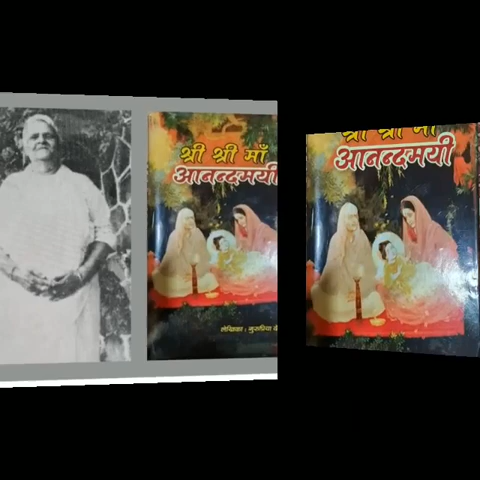 श्री श्री माँ
आनन्दमयी
लेखिका : गुरुप्रिया
श्री श्री माँ
आनन्दमयी